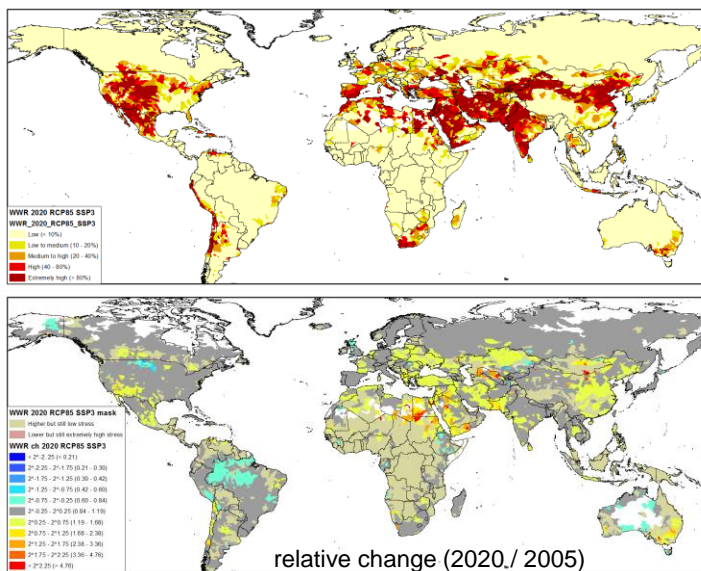 WWR 2020 RCP85 SSP3
WWR_2020_RCP85_SSP3
Low (< 10%)
Low to medium (10 - 20%)
Medium to high (20 - 40%)
High (40 - 80%)
Extremely high (> 80%)
WWR 2020 RCP85 SSP3 mask
Higher but still low stress
Lower but still extremely high stress
WWR ch 2020 RCP85 SSP3
< 2^-2.25 (< 0.21)
2^-2.25 - 2^-1.75 (0.21 - 0.30)
2^-1.75 - 2^-1.25 (0.30 - 0.42)
2^-1.25 - 2^-0.75 (0.42 - 0.60)
2^-0.75 - 2^-0.25 (0.60 - 0.84)
2^-0.25 - 2^0.25 (0.84 - 1.19)
2^0.25 - 2^0.75 (1.19 - 1.68)
2^0.75 - 2^1.25 (1.68 - 2.38)
2^1.25 - 2^1.75 (2.38 - 3.36)
2^1.75 - 2^2.25 (3.36 - 4.76)
< 2^2.25 (> 4.76)
relative change (2020 / 2005)